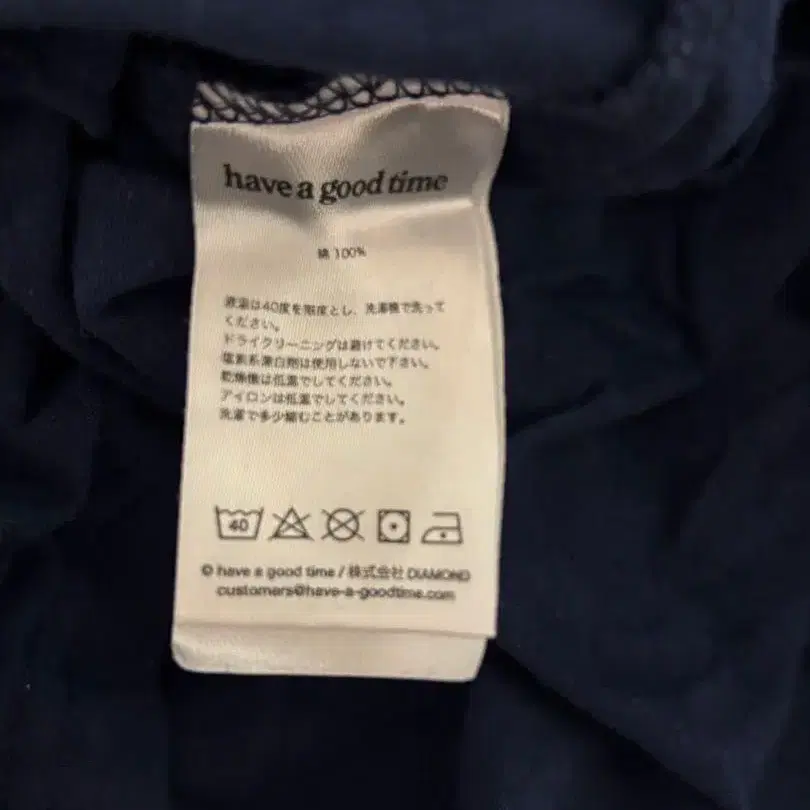 have a good time
綿 100%
液温は40度を限度とし、洗濯機で洗って
ください。
ドライクリーニングは避けてください。
塩素系漂白剤は使用しないで下さい。
乾燥機は低温でしてください。
アイロンは低温でしてください。
洗濯で多少縮むことがあります。
40
© have a good time / 株式会社 DIAMOND
customers@have-a-goodtime.com